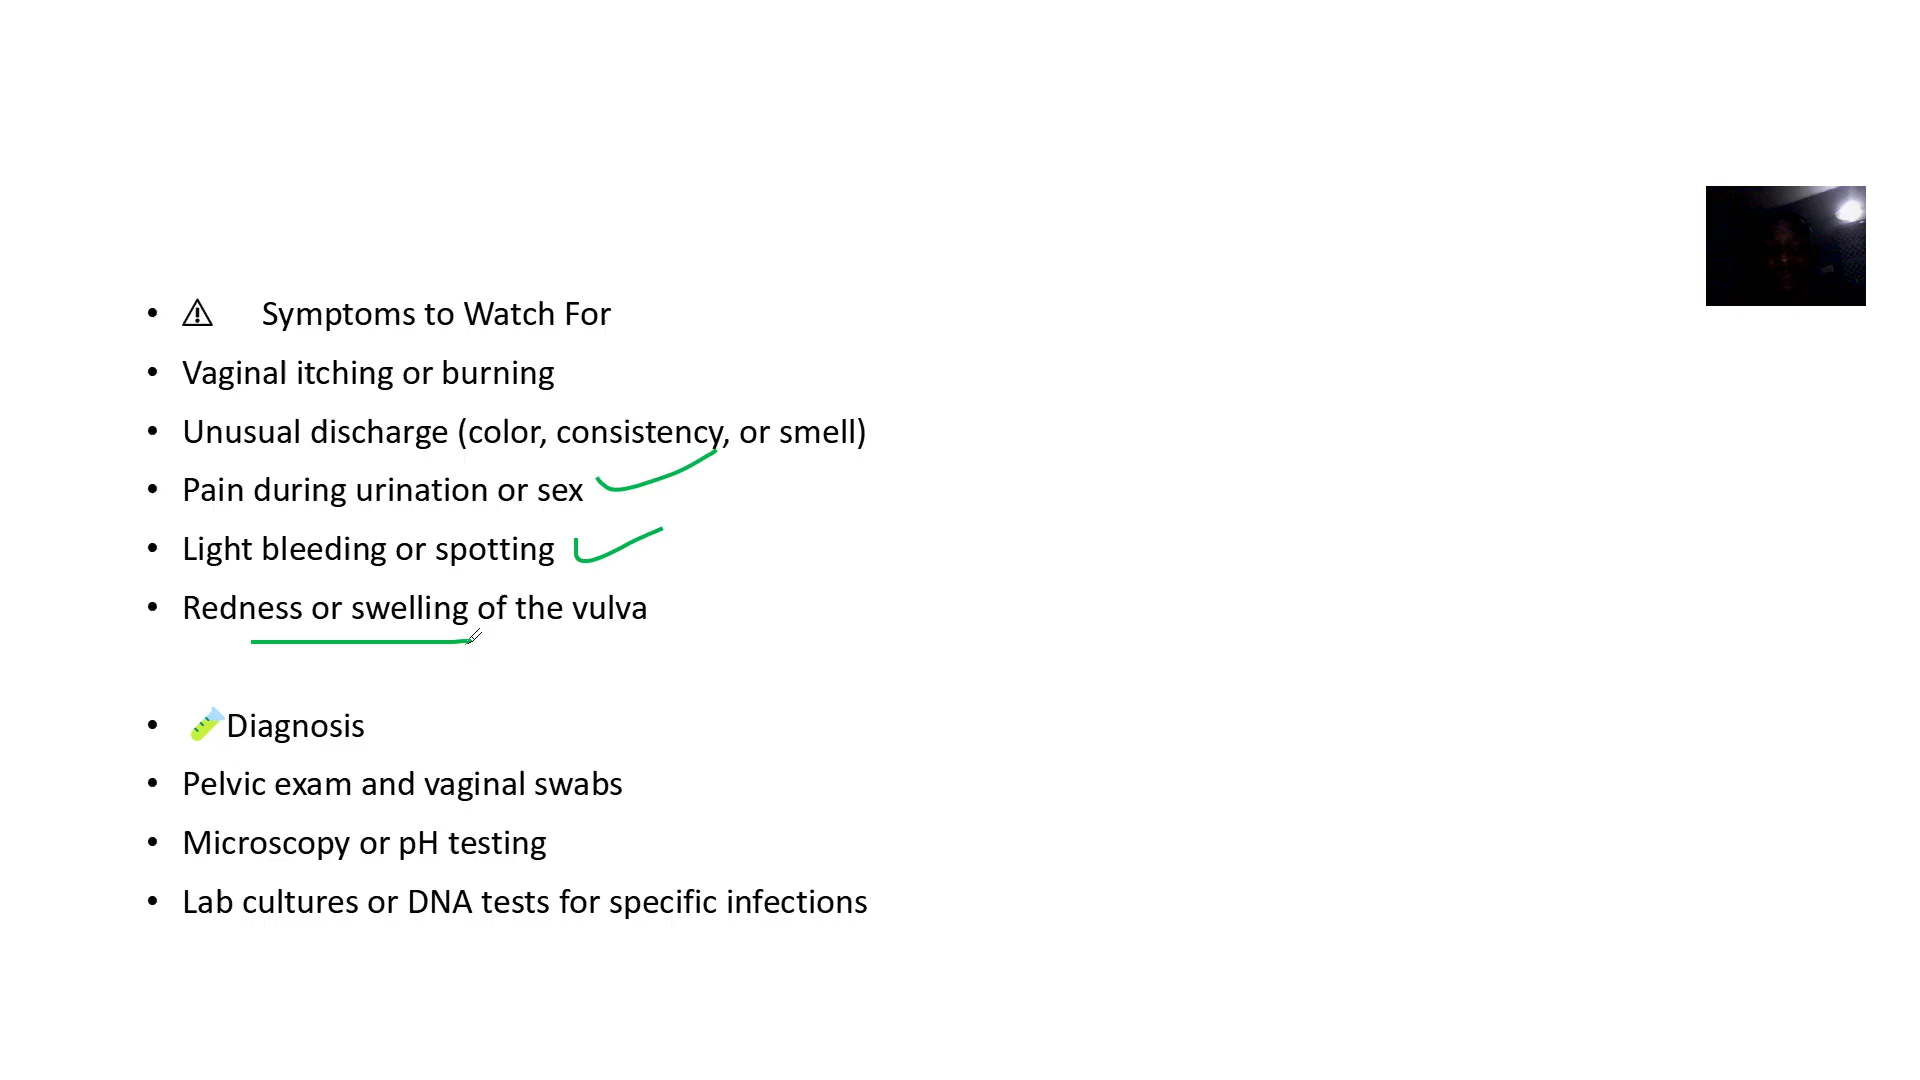 • ⚠ Symptoms to Watch For
• Vaginal itching or burning
• Unusual discharge (color, consistency, or smell)
• Pain during urination or sex
• Light bleeding or spotting
• Redness or swelling of the vulva
• 🧪Diagnosis
• Pelvic exam and vaginal swabs
• Microscopy or pH testing
• Lab cultures or DNA tests for specific infections